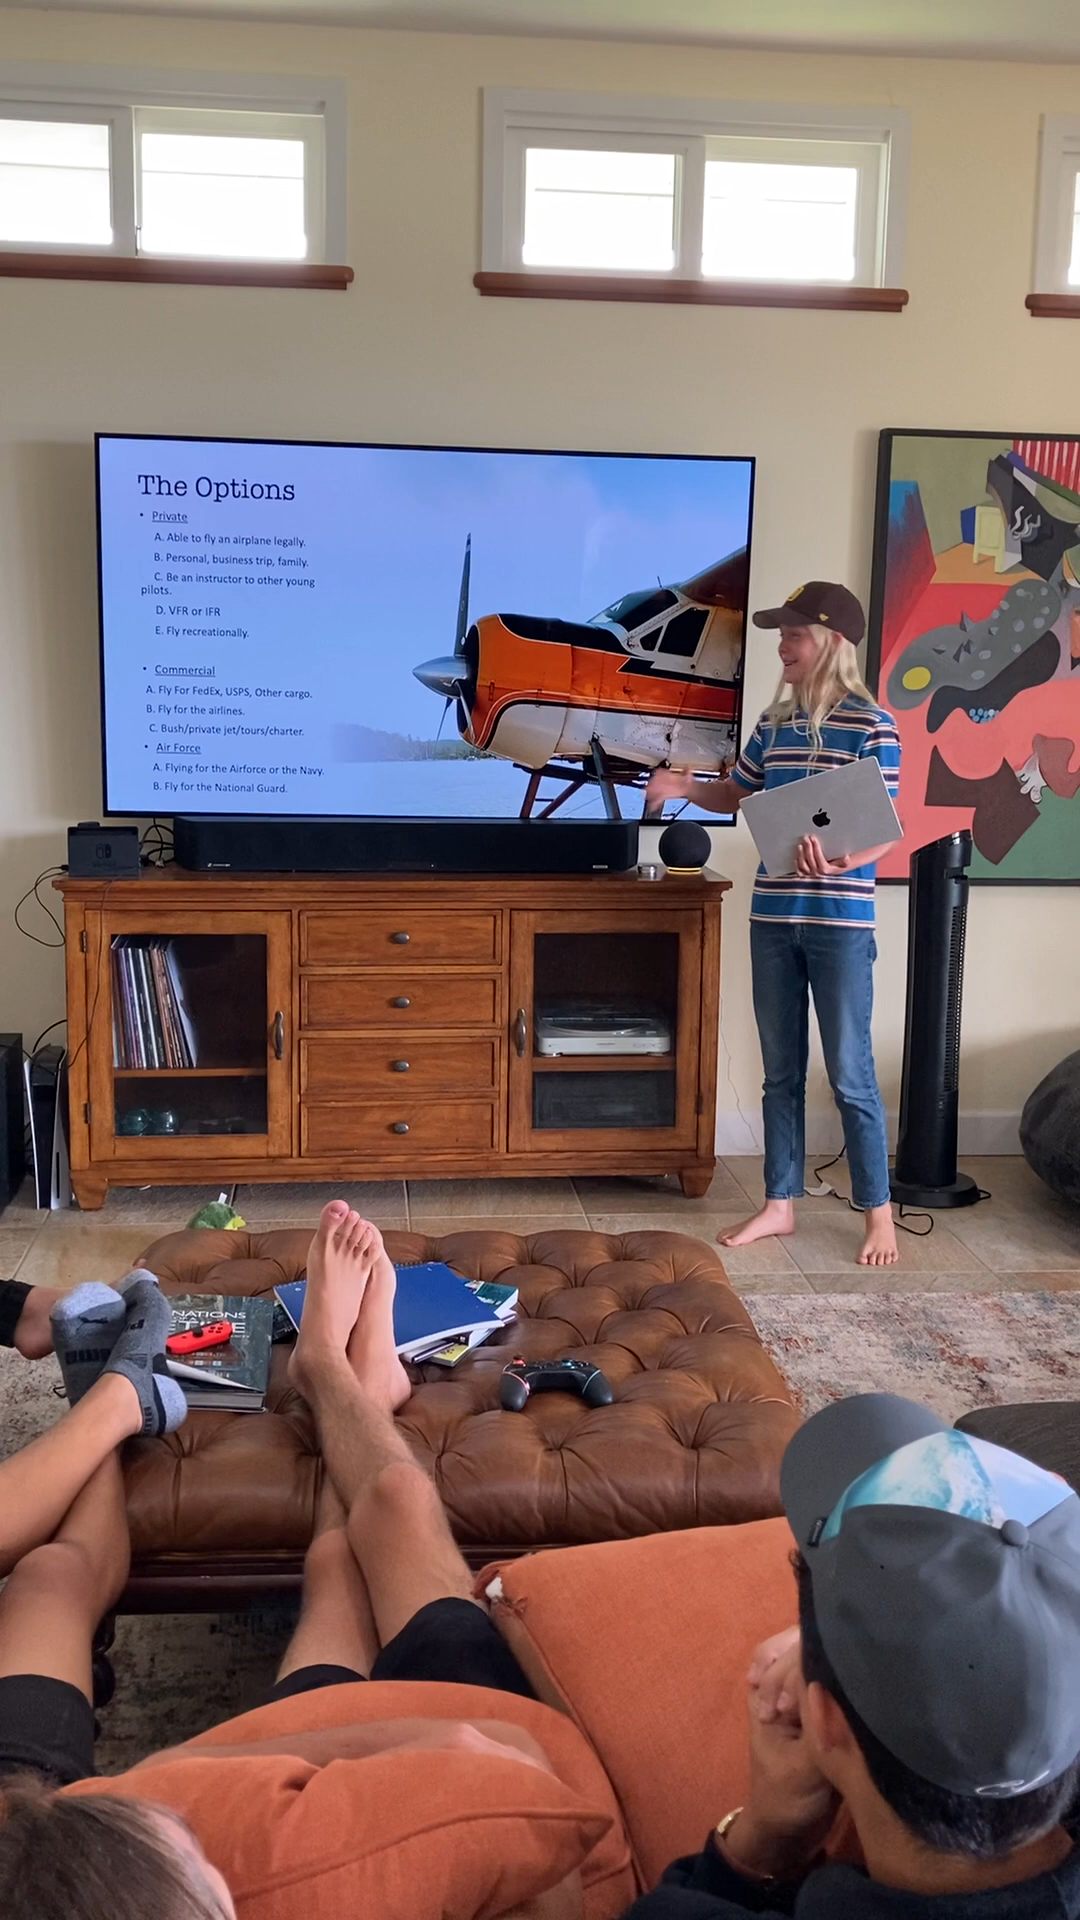 The Options
• Private
A. Able to fly an airplane legally.
B. Personal, business trip, family.
C. Be an instructor to other young
pilots.
D. VFR or IFR
E. Fly recreationally.
• Commercial
A. Fly For FedEx, USPS, Other cargo.
B. Fly for the airlines.
C. Bush/private jet/tours/charter.
• Air Force
A. Flying for the Airforce or the Navy.
B. Fly for the National Guard.
NATIONS